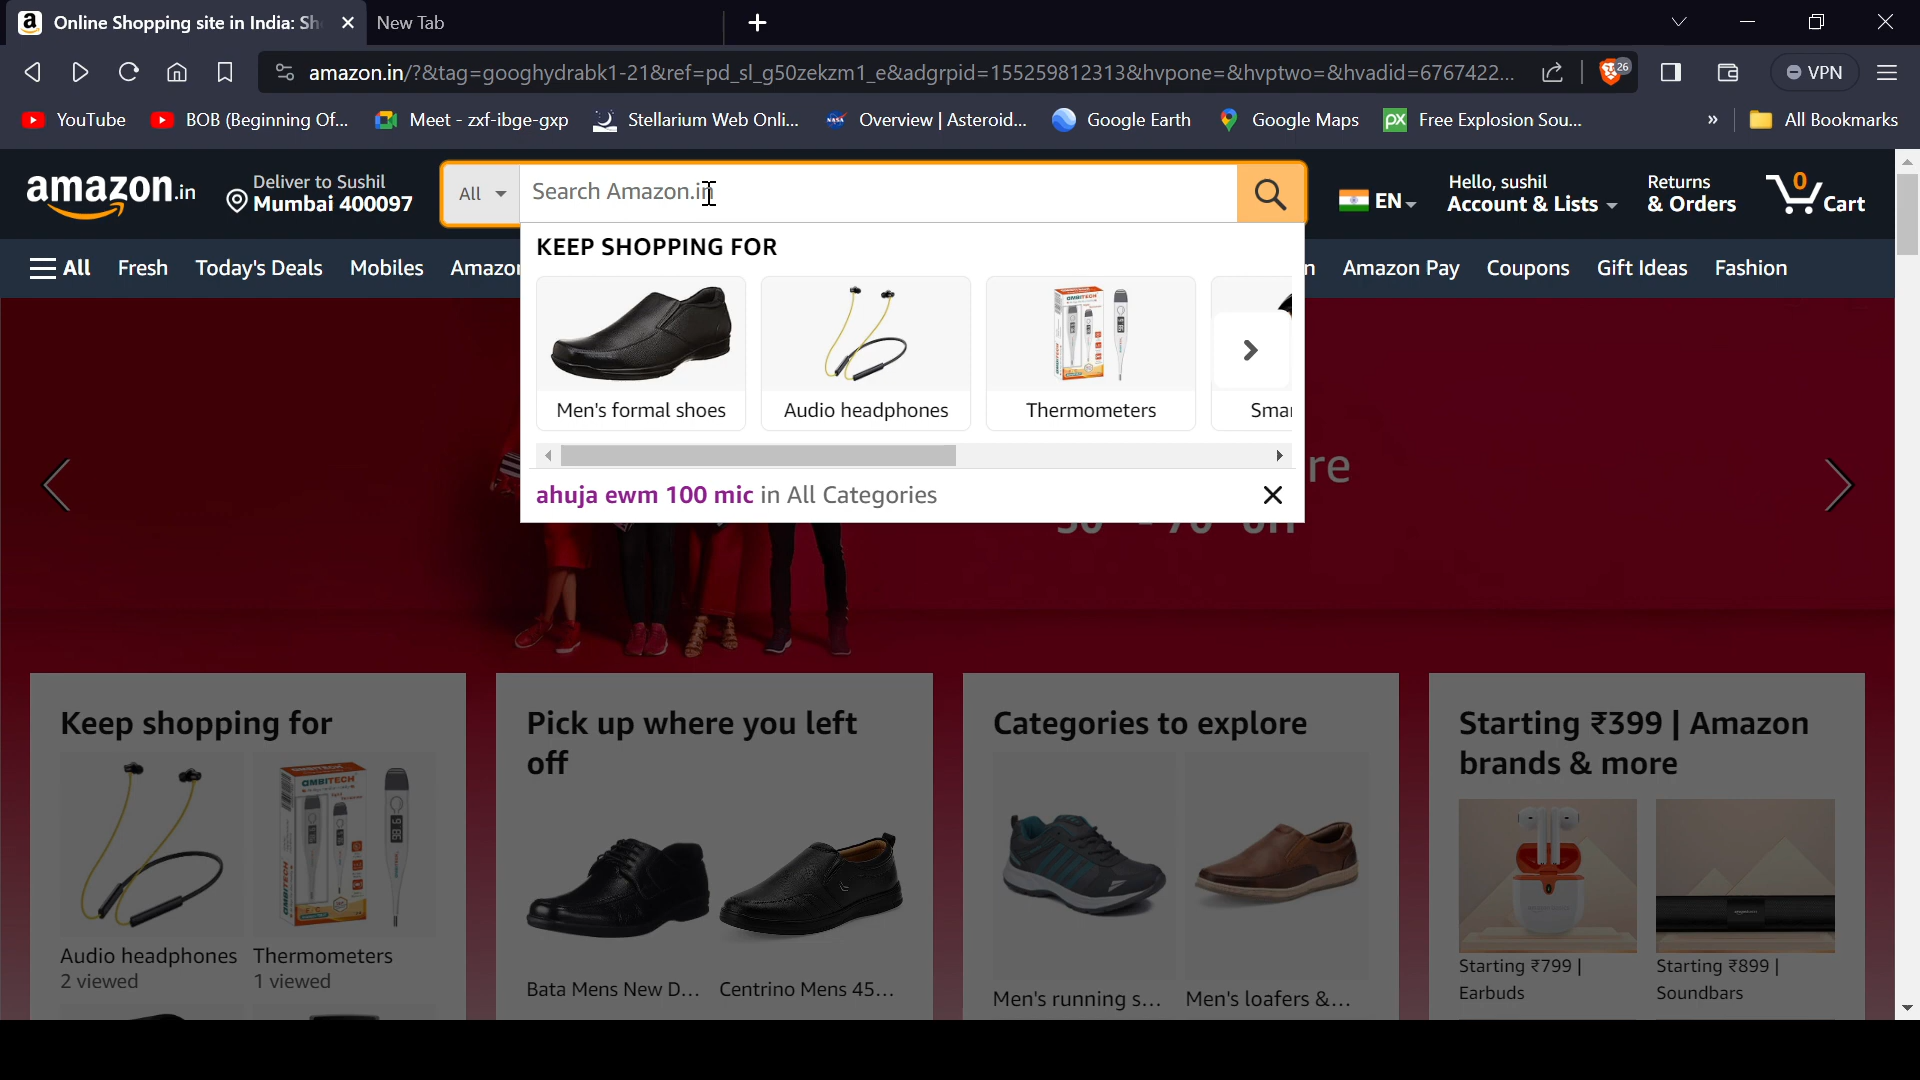 Online Shopping site in India: Sh
New Tab
amazon.in/?&tag=googhydrabk1-21&ref=pd_sl_g50zekzm1_e&adgrpid=155259812313&hvpone=&hvptwo=&hvadid=6767422...
26
VPN
YouTube
BOB (Beginning Of...
Meet - zxf-ibge-gxp
Stellarium Web Onli...
Overview | Asteroid...
Google Earth
Google Maps
Free Explosion Sou...
»
All Bookmarks
amazon.in
Deliver to Sushil
Mumbai 400097
All
Search Amazon.in
EN
Hello, sushil
Account & Lists
Returns
& Orders
0
Cart
All
Fresh
Today's Deals
Mobiles
Amazon
n
Amazon Pay
Coupons
Gift Ideas
Fashion
KEEP SHOPPING FOR
Men's formal shoes
Audio headphones
Thermometers
Smar
ahuja ewm 100 mic in All Categories
re
Keep shopping for
Audio headphones
2 viewed
Thermometers
1 viewed
Pick up where you left
off
Bata Mens New D...
Centrino Mens 45...
Categories to explore
Men's running s...
Men's loafers &...
Starting ₹399 | Amazon
brands & more
Starting ₹799 |
Earbuds
Starting ₹899 |
Soundbars